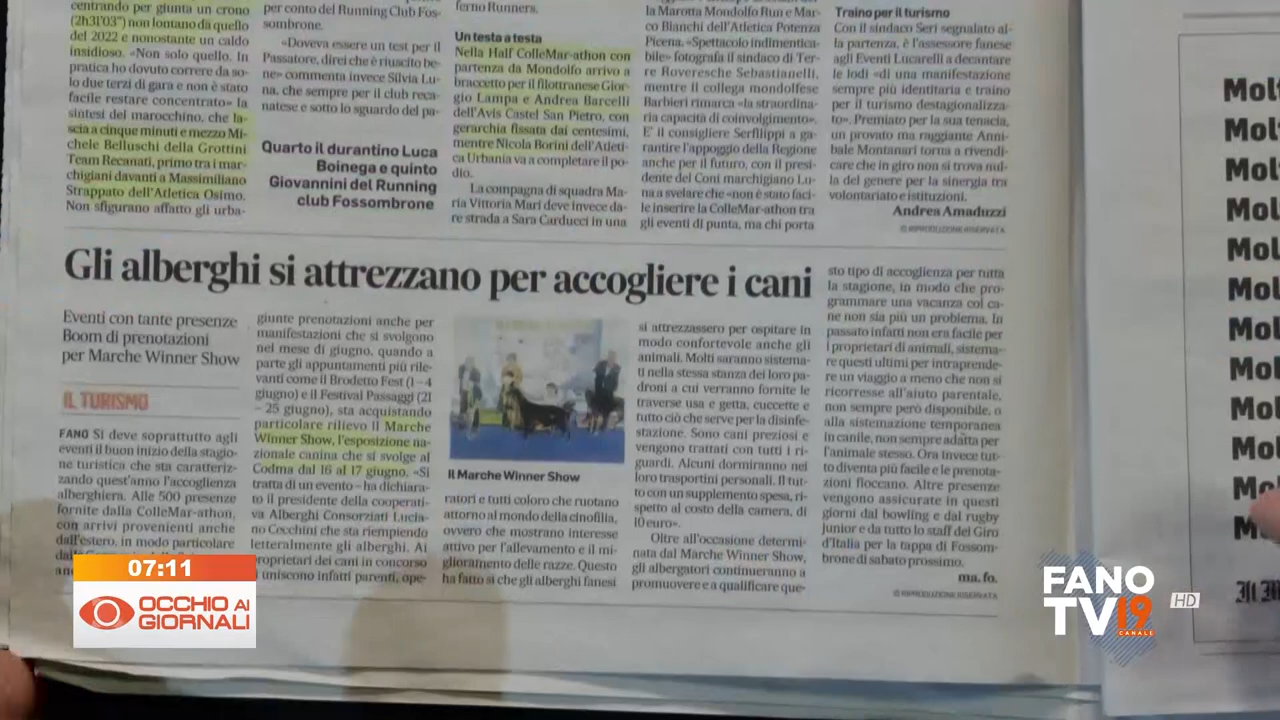 centrando per giunta un crono
(2h31'03") non lontano da quello
del 2022 e nonostante un caldo
insidioso. «Non solo quello. In
pratica ho dovuto correre da so-
lo due terzi di gara e non è stato
facile restare concentrato» la
sintesi del marocchino, che la-
scia a cinque minuti e mezzo Mi-
chele Belluschi della Grottini
Team Recanati, primo tra i mar-
chigiani davanti a Massimiliano
Strappato dell'Atletica Osimo.
Non sfigurano affatto gli urba-
per conto del Running Club Fos-
sombrone.
«Doveva essere un test per il
Passatore, direi che è riuscito be-
ne» commenta invece Silvia Lu-
na, che sempre per il club reca-
natese e sotto lo sguardo del pa-
Quarto il durantino Luca
Boinega e quinto
Giovannini del Running
club Fossombrone
ferno Runners.
Un testa a testa
Nella Half ColleMar-athon con
partenza da Mondolfo arrivo a
braccetto per il filottranese Gior-
gio Lampa e Andrea Barcelli
dell'Avis Castel San Pietro, con
gerarchia fissata dai centesimi,
mentre Nicola Borini dell'Atleti-
ca Urbania va a completare il po-
dio.
La compagna di squadra Ma-
ria Vittoria Mari deve invece da-
re strada a Sara Carducci in una
la Marotta Mondolfo Run e Mar-
co Bianchi dell'Atletica Potenza
Picena. «Spettacolo indimentica-
bile» fotografa il sindaco di Ter-
re Roveresche Sebastianelli,
mentre il collega mondolfese
Barbieri rimarca «la straordina-
ria capacità di coinvolgimento».
E' il consigliere Serfilippi a ga-
rantire l'appoggio della Regione
anche per il futuro, con il presi-
dente del Coni marchigiano Lu-
na a svelare che «non è stato faci-
le inserire la ColleMar-athon tra
gli eventi di punta, ma chi porta
Traino per il turismo
Con il sindaco Seri segnalato al-
la partenza, è l'assessore fanese
agli Eventi Lucarelli a decantare
le lodi «di una manifestazione
sempre più identitaria e traino
per il turismo destagionalizza-
to». Premiato per la sua tenacia,
un provato ma raggiante Anni-
bale Montanari torna a rivendi-
care che in giro non si trova nul-
la del genere per la sinergia tra
volontariato e istituzioni.
Andrea Amaduzzi
© RIPRODUZIONE RISERVATA
Gli alberghi si attrezzano per accogliere i cani
Eventi con tante presenze
Boom di prenotazioni
per Marche Winner Show
IL TURISMO
FANO Si deve soprattutto agli
eventi il buon inizio della stagio-
ne turistica che sta caratteriz-
zando quest'anno l'accoglienza
alberghiera. Alle 500 presenze
fornite dalla ColleMar-athon,
con arrivi provenienti anche
dall'estero, in modo particolare
giunte prenotazioni anche per
manifestazioni che si svolgono
nel mese di giugno, quando a
parte gli appuntamenti più rile-
vanti come il Brodetto Fest (1-4
giugno) e il Festival Passaggi (21
– 25 giugno), sta acquistando
particolare rilievo il Marche
Winner Show, l'esposizione na-
zionale canina che si svolge al
Codma dal 16 al 17 giugno. «Si
tratta di un evento – ha dichiara-
to il presidente della cooperati-
va Alberghi Consorziati Lucia-
no Cecchini che sta riempiendo
letteralmente gli alberghi. Ai
proprietari dei cani in concorso
uniscono infatti parenti, ope-
Il Marche Winner Show
ratori e tutti coloro che ruotano
attorno al mondo della cinofilia,
ovvero che mostrano interesse
attivo per l'allevamento e il mi-
glioramento delle razze. Questo
ha fatto sì che gli alberghi fanesi
si attrezzassero per ospitare in
modo confortevole anche gli
animali. Molti saranno sistema-
ti nella stessa stanza dei loro pa-
droni a cui verranno fornite le
traverse usa e getta, cuccette e
tutto ciò che serve per la disinfe-
stazione. Sono cani preziosi e
vengono trattati con tutti i ri-
guardi. Alcuni dormiranno nei
loro trasportini personali. Il tut-
to con un supplemento spesa, ri-
spetto al costo della camera, di
10 euro».
Oltre all'occasione determi-
nata dal Marche Winner Show,
gli albergatori continueranno a
promuovere e a qualificare que-
sto tipo di accoglienza per tutta
la stagione, in modo che pro-
grammare una vacanza col ca-
ne non sia più un problema. In
passato infatti non era facile per
i proprietari di animali, sistema-
re questi ultimi per intraprende-
re un viaggio a meno che non si
ricorresse all'aiuto parentale,
non sempre però disponibile, o
alla sistemazione temporanea
in canile, non sempre adatta per
l'animale stesso. Ora invece tut-
to diventa più facile e le prenota-
zioni fioccano. Altre presenze
vengono assicurate in questi
giorni dal bowling e dal rugby
junior e da tutto lo staff del Giro
d'Italia per la tappa di Fossom-
brone di sabato prossimo.
ma. fo.
© RIPRODUZIONE RISERVATA
07:11
OCCHIO AI
GIORNALI
FANO
TV19
CANALE
HD